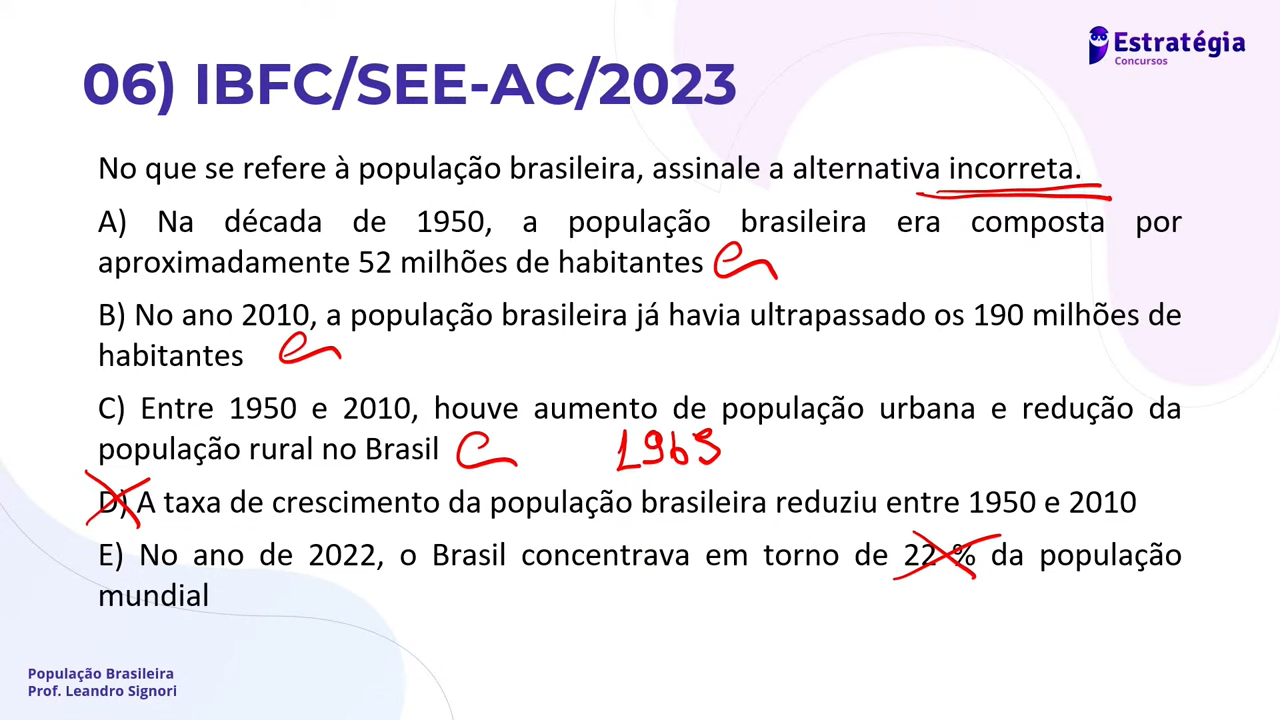 Estratégia
Concursos
06) IBFC/SEE-AC/2023
No que se refere à população brasileira, assinale a alternativa incorreta.
A) Na década de 1950, a população brasileira era composta por
aproximadamente 52 milhões de habitantes
B) No ano 2010, a população brasileira já havia ultrapassado os 190 milhões de
habitantes
C) Entre 1950 e 2010, houve aumento de população urbana e redução da
população rural no Brasil
1965
D) A taxa de crescimento da população brasileira reduziu entre 1950 e 2010
E) No ano de 2022, o Brasil concentrava em torno de 22 % da população
mundial
População Brasileira
Prof. Leandro Signori